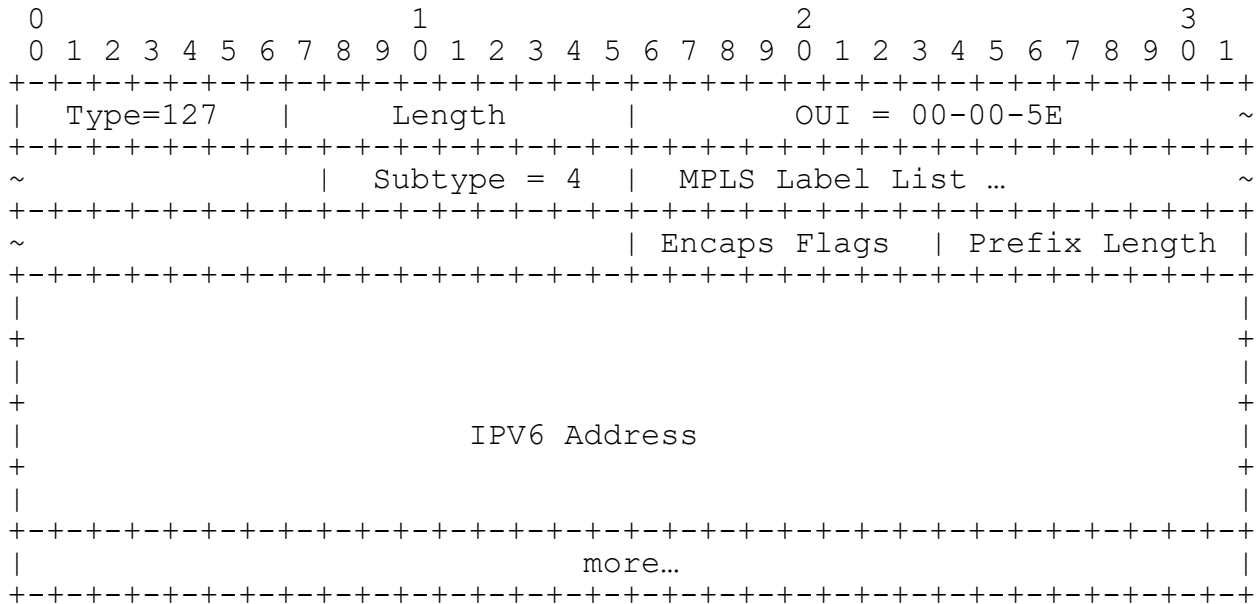 0                   1                   2                   3
 0 1 2 3 4 5 6 7 8 9 0 1 2 3 4 5 6 7 8 9 0 1 2 3 4 5 6 7 8 9 0 1
+-+-+-+-+-+-+-+-+-+-+-+-+-+-+-+-+-+-+-+-+-+-+-+-+-+-+-+-+-+-+-+-+
|  Type=127   |     Length      |        OUI = 00-00-5E         ~
+-+-+-+-+-+-+-+-+-+-+-+-+-+-+-+-+-+-+-+-+-+-+-+-+-+-+-+-+-+-+-+-+
~               | Subtype = 4  |  MPLS Label List …            ~
+-+-+-+-+-+-+-+-+-+-+-+-+-+-+-+-+-+-+-+-+-+-+-+-+-+-+-+-+-+-+-+-+
~                               | Encaps Flags  | Prefix Length |
+-+-+-+-+-+-+-+-+-+-+-+-+-+-+-+-+-+-+-+-+-+-+-+-+-+-+-+-+-+-+-+-+
|                                                               |
+                                                               +
|                                                               |
+                                                               +
|                       IPV6 Address                            |
+                                                               +
|                                                               |
+-+-+-+-+-+-+-+-+-+-+-+-+-+-+-+-+-+-+-+-+-+-+-+-+-+-+-+-+-+-+-+-+
|                             more…                             |
+-+-+-+-+-+-+-+-+-+-+-+-+-+-+-+-+-+-+-+-+-+-+-+-+-+-+-+-+-+-+-+-+